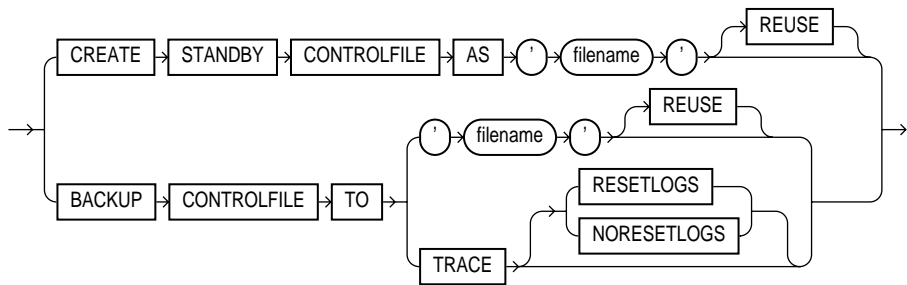 REUSE
CREATE STANDBY CONTROLFILE AS ' filename '
REUSE
' filename '
RESETLOGS
BACKUP CONTROLFILE TO
NORESETLOGS
TRACE